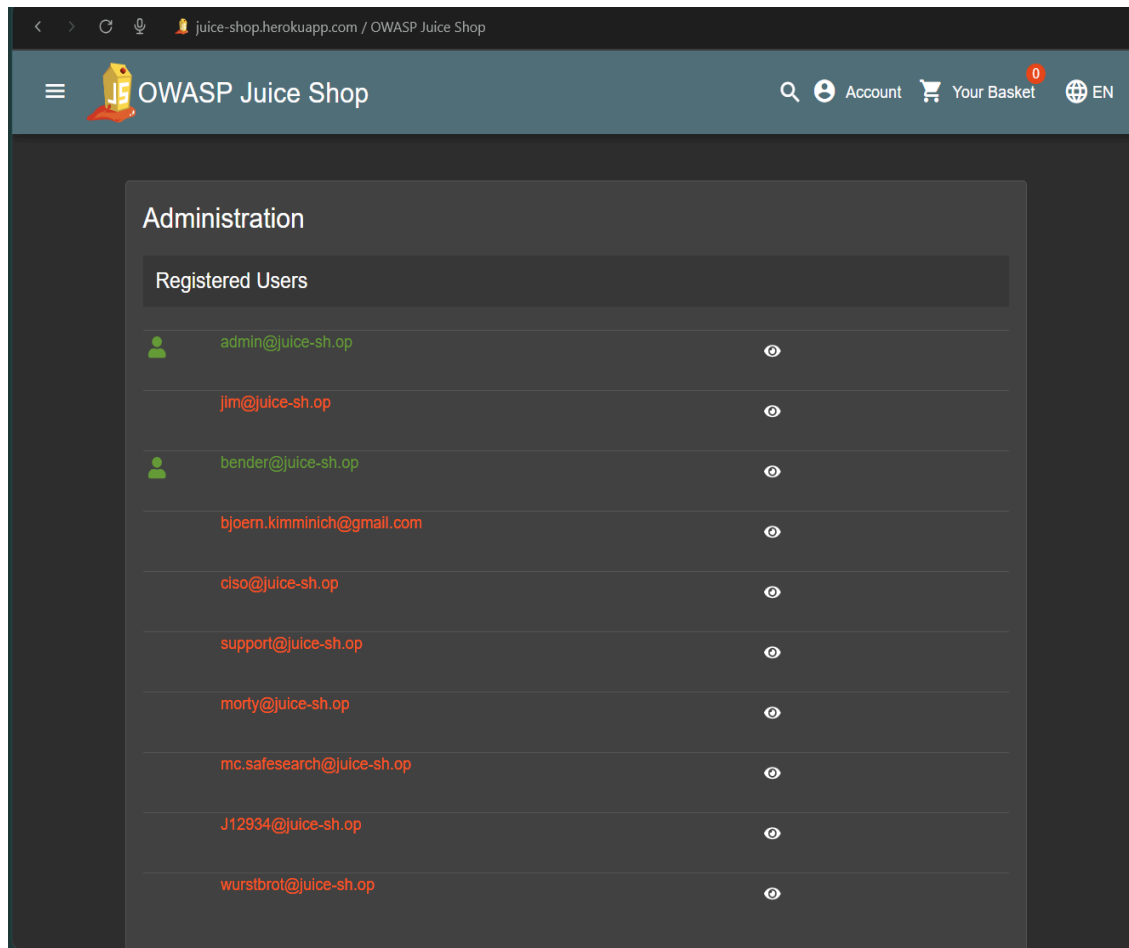 juice-shop.herokuapp.com / OWASP Juice Shop
JS OWASP Juice Shop Account 0 Your Basket EN
Administration
Registered Users
admin@juice-sh.op
jim@juice-sh.op
bender@juice-sh.op
bjoern.kimminich@gmail.com
ciso@juice-sh.op
support@juice-sh.op
morty@juice-sh.op
mc.safesearch@juice-sh.op
J12934@juice-sh.op
wurstbrot@juice-sh.op